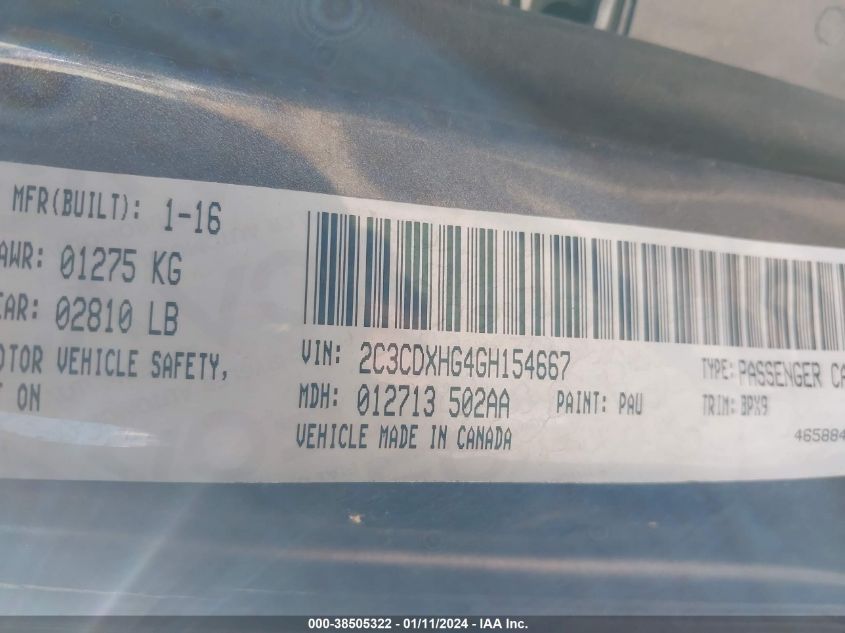 MFR(BUILT): 1-16
AWR: 01275 KG
EAR: 02810 LB
OTOR VEHICLE SAFETY,
T ON
VIN: 2C3CDXHG4GH154667
TYPE: PASSENGER CA
MDH: 012713 502AA PAINT: PAU TRIM: BPX9
VEHICLE MADE IN CANADA
465884
000-38505322 - 01/11/2024 - IAA Inc.